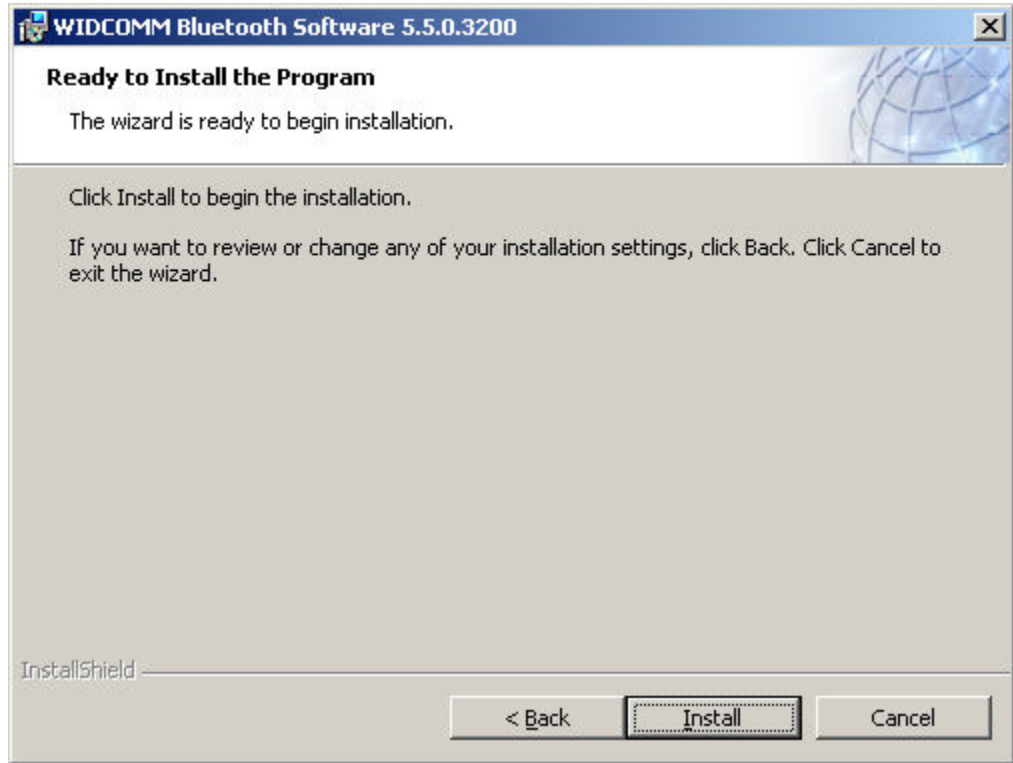 WIDCOMM Bluetooth Software 5.5.0.3200
Ready to Install the Program
The wizard is ready to begin installation.
Click Install to begin the installation.
If you want to review or change any of your installation settings, click Back. Click Cancel to
exit the wizard.
InstallShield
< Back Install Cancel